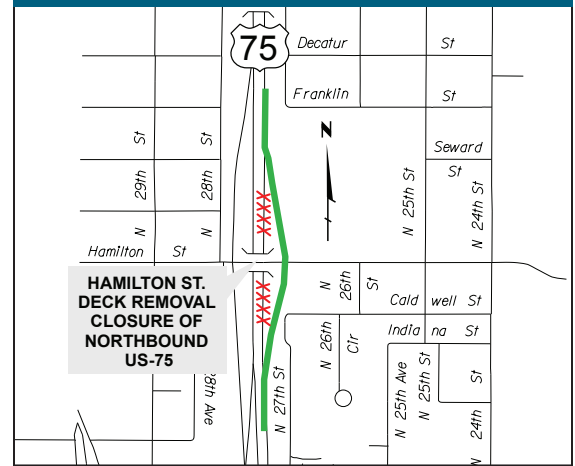 75
Decatur St
Franklin St
N
Seward St
29th St
N
28th St
N
N 25th St
N 24th St
Hamilton St
HAMILTON ST.
DECK REMOVAL
CLOSURE OF
NORTHBOUND
US-75
XXXX
XXXX
N 26th St
Cald well St
India na St
N 26th Cir
N 27th St
N 25th Ave
N 25th St
N 24th St